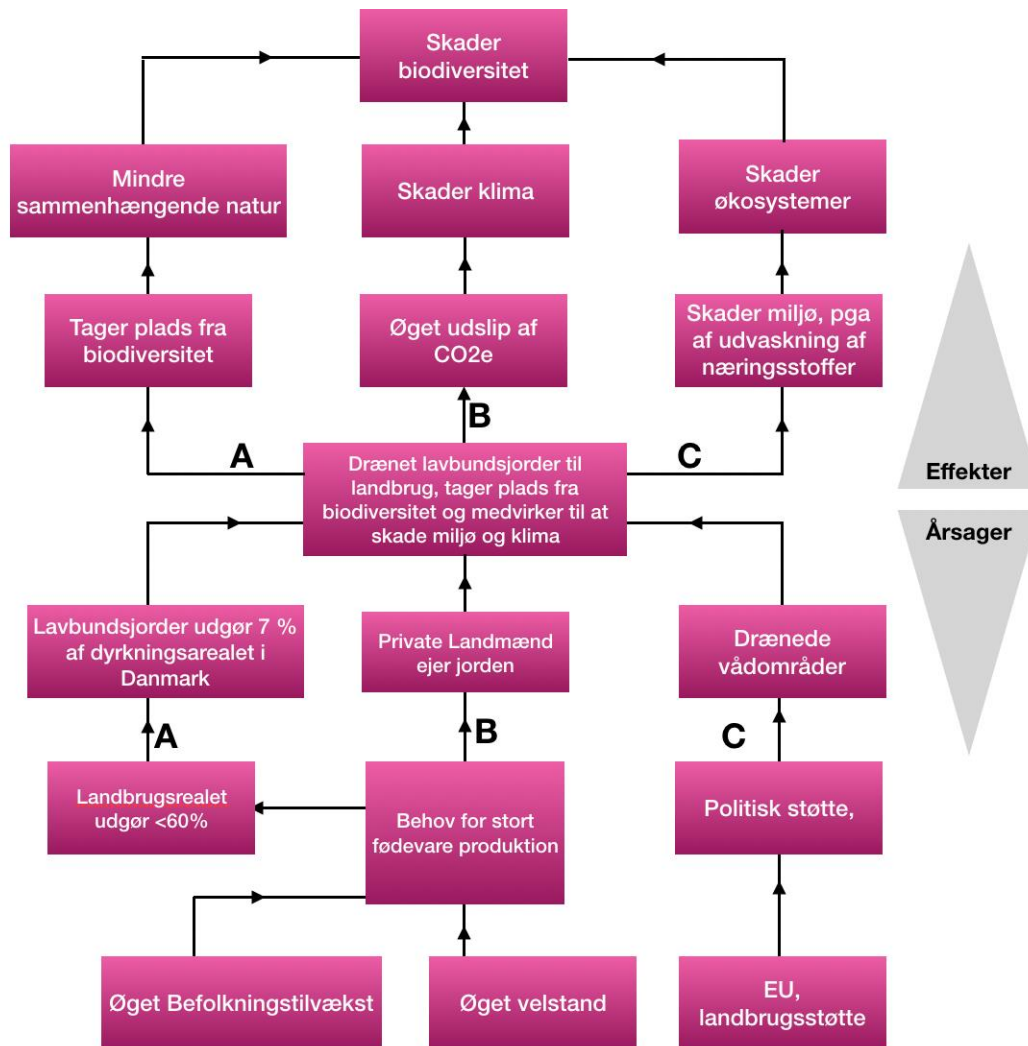 Skader
biodiversitet
Mindre
sammenhængende natur
Skader klima
Skader
økosystemer
Tager plads fra
biodiversitet
Øget udslip af
CO2e
Skader miljø, pga
af udvaskning af
næringsstoffer
A
B
C
Drænet lavbundsjorder til
landbrug, tager plads fra
biodiversitet og medvirker til at
skade miljø og klima
Effekter
Årsager
Lavbundsjorder udgør 7 %
af dyrkningsarealet i
Danmark
Private Landmænd
ejer jorden
Drænede
vådområder
A
B
C
Landbrugsrealet
udgør <60%
Behov for stort
fødevare produktion
Politisk støtte,
Øget Befolkningstilvækst
Øget velstand
EU,
landbrugsstøtte